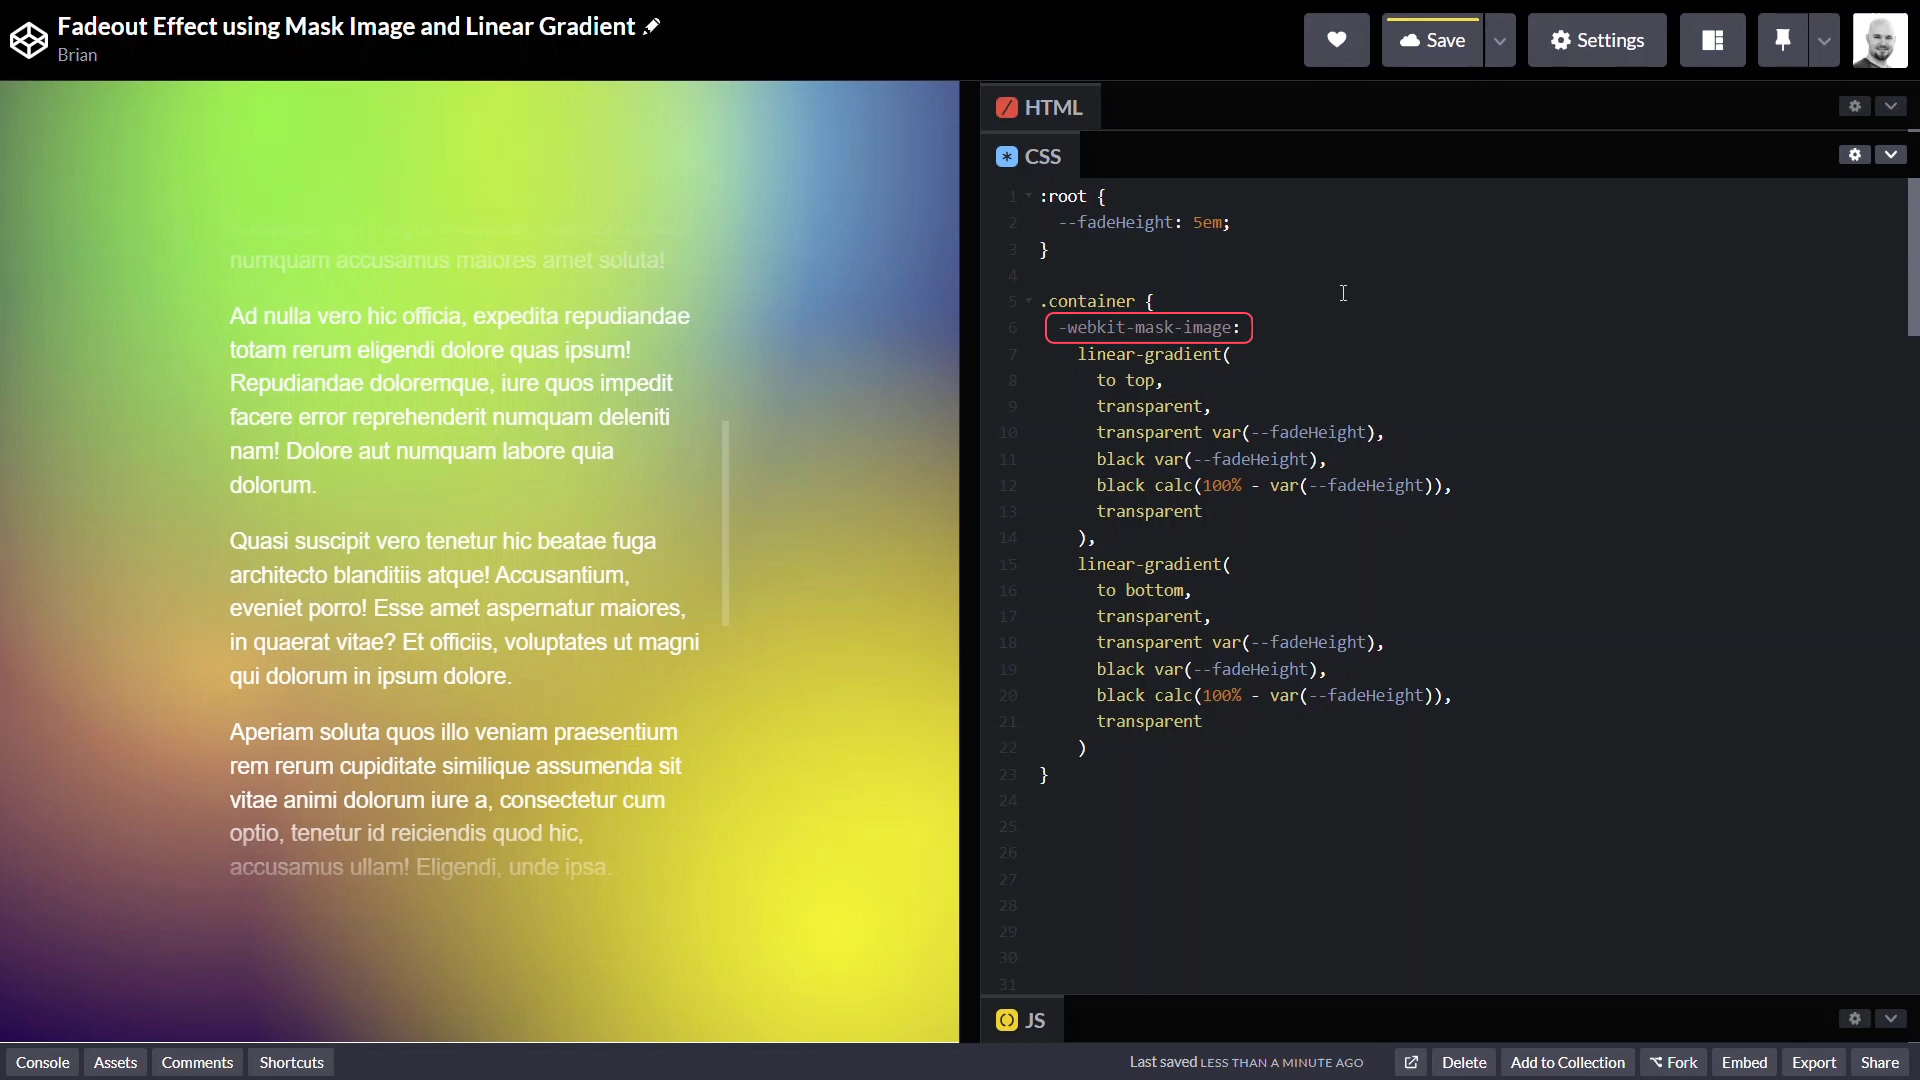 Fadeout Effect using Mask Image and Linear Gradient
Brian
Save
Settings
numquam accusamus maiores amet soluta!
Ad nulla vero hic officia, expedita repudiandae
totam rerum eligendi dolore quas ipsum!
Repudiandae doloremque, iure quos impedit
facere error reprehenderit numquam deleniti
nam! Dolore aut numquam labore quia
dolorum.
Quasi suscipit vero tenetur hic beatae fuga
architecto blanditiis atque! Accusantium,
eveniet porro! Esse amet aspernatur maiores,
in quaerat vitae? Et officiis, voluptates ut magni
qui dolorum in ipsum dolore.
Aperiam soluta quos illo veniam praesentium
rem rerum cupiditate similique assumenda sit
vitae animi dolorum iure a, consectetur cum
optio, tenetur id reiciendis quod hic,
accusamus ullam! Eligendi, unde ipsa.
HTML
CSS
1 :root {
2 --fadeHeight: 5em;
3 }
4
5 .container {
6 -webkit-mask-image:
7 linear-gradient(
8 to top,
9 transparent,
10 transparent var(--fadeHeight),
11 black var(--fadeHeight),
12 black calc(100% - var(--fadeHeight)),
13 transparent
14 ),
15 linear-gradient(
16 to bottom,
17 transparent,
18 transparent var(--fadeHeight),
19 black var(--fadeHeight),
20 black calc(100% - var(--fadeHeight)),
21 transparent
22 )
23 }
24
25
26
27
28
29
30
31
JS
Console
Assets
Comments
Shortcuts
Last saved LESS THAN A MINUTE AGO
Delete
Add to Collection
Fork
Embed
Export
Share